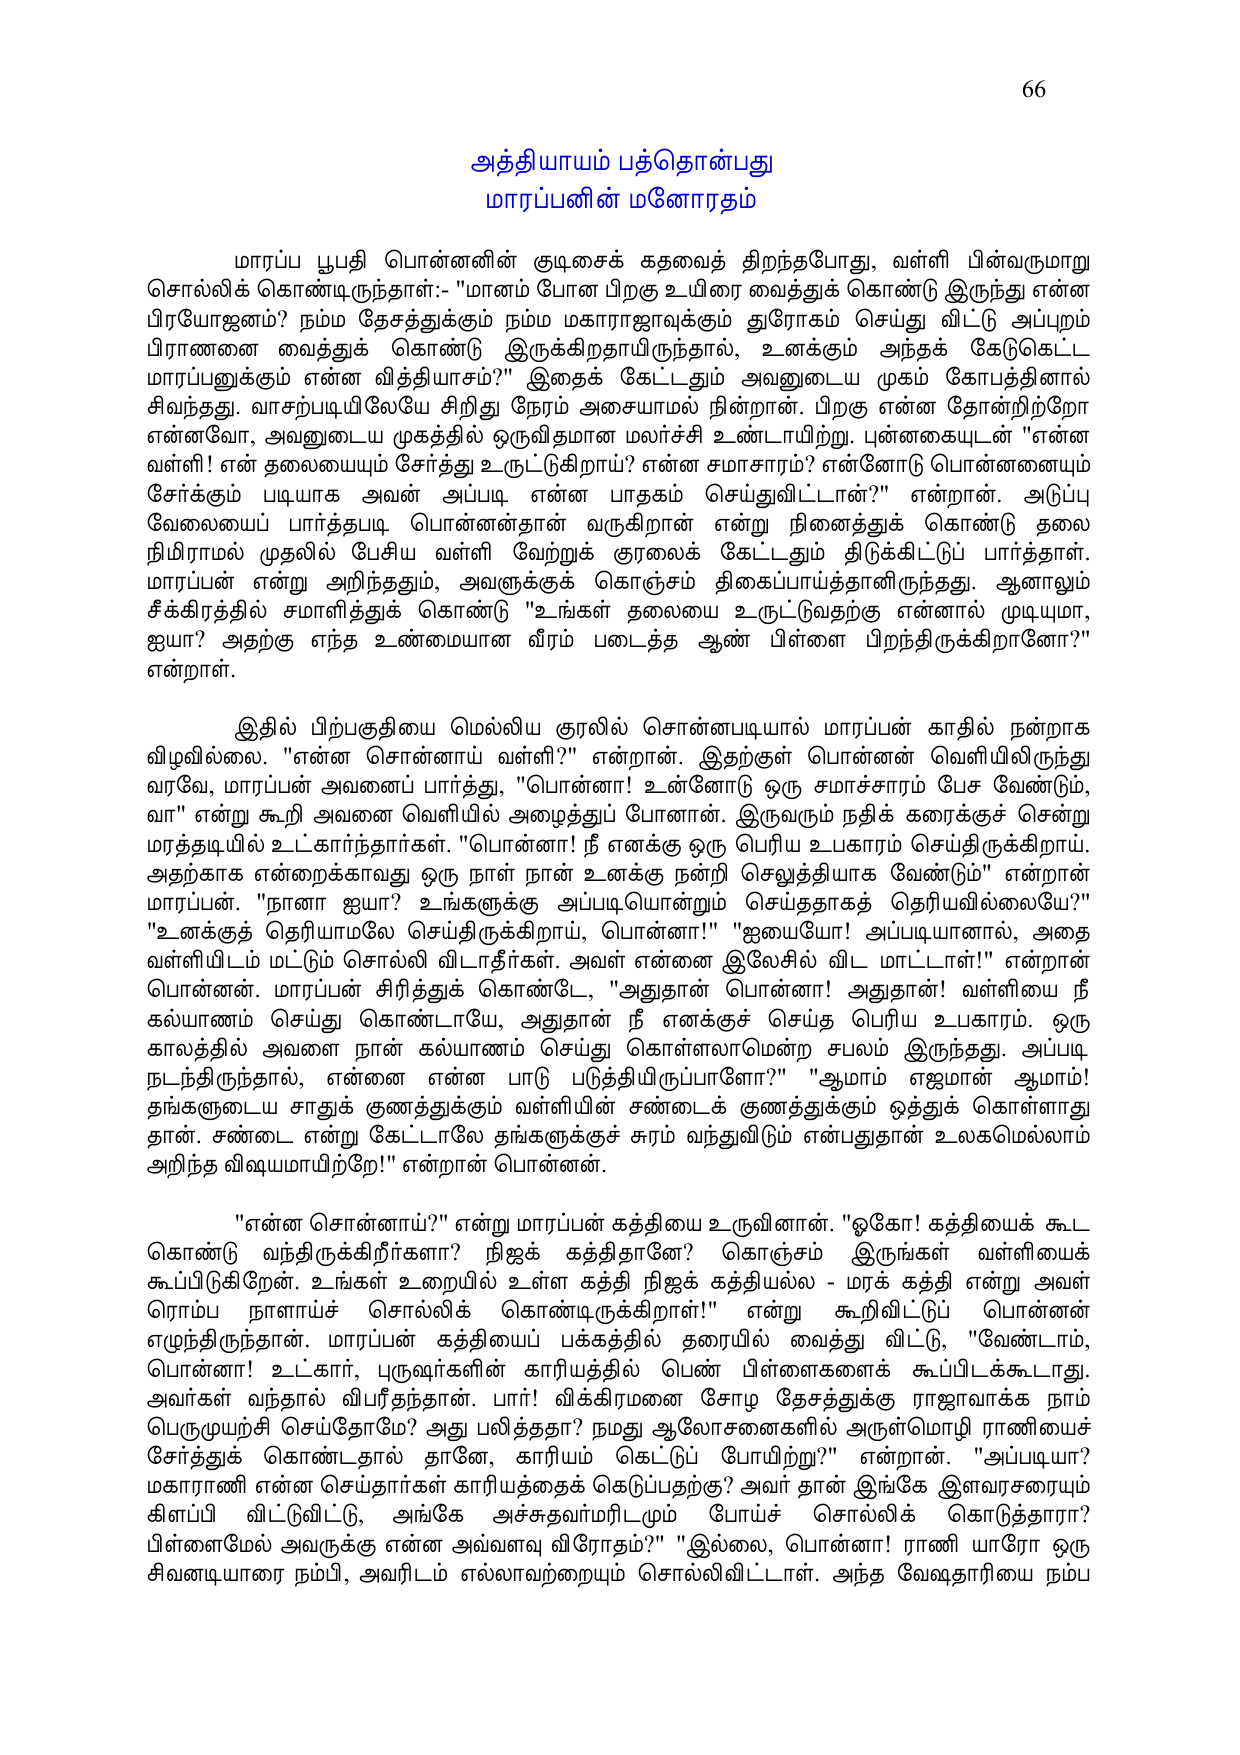 66
அத்தியாயம் பத்தொன்பது
மாரப்பனின் மனோரதம்
மாரப்ப பூபதி பொன்னனின் குடிசைக் கதவைத் திறந்தபோது, வள்ளி பின்வருமாறு
சொல்லிக் கொண்டிருந்தாள்:- "மானம் போன பிறகு உயிரை வைத்துக் கொண்டு இருந்து என்ன
பிரயோஜனம்? நம்ம தேசத்துக்கும் நம்ம மகாராஜாவுக்கும் துரோகம் செய்து விட்டு அப்புறம்
பிராணனை வைத்துக் கொண்டு இருக்கிறதாயிருந்தால், உனக்கும் அந்தக் கேடுகெட்ட
மாரப்பனுக்கும் என்ன வித்தியாசம்?" இதைக் கேட்டதும் அவனுடைய முகம் கோபத்தினால்
சிவந்தது. வாசற்படியிலேயே சிறிது நேரம் அசையாமல் நின்றான். பிறகு என்ன தோன்றிற்றோ
என்னவோ, அவனுடைய முகத்தில் ஒருவிதமான மலர்ச்சி உண்டாயிற்று. புன்னகையுடன் "என்ன
வள்ளி! என் தலையையும் சேர்த்து உருட்டுகிறாய்? என்ன சமாசாரம்? என்னோடு பொன்னனையும்
சேர்க்கும் படியாக அவன் அப்படி என்ன பாதகம் செய்துவிட்டான்?" என்றான். அடுப்பு
வேலையைப் பார்த்தபடி பொன்னன்தான் வருகிறான் என்று நினைத்துக் கொண்டு தலை
நிமிராமல் முதலில் பேசிய வள்ளி வேற்றுக் குரலைக் கேட்டதும் திடுக்கிட்டுப் பார்த்தாள்.
மாரப்பன் என்று அறிந்ததும், அவளுக்குக் கொஞ்சம் திகைப்பாய்த்தானிருந்தது. ஆனாலும்
சீக்கிரத்தில் சமாளித்துக் கொண்டு "உங்கள் தலையை உருட்டுவதற்கு என்னால் முடியுமா,
ஐயா? அதற்கு எந்த உண்மையான வீரம் படைத்த ஆண் பிள்ளை பிறந்திருக்கிறானோ?"
என்றாள்.
இதில் பிற்பகுதியை மெல்லிய குரலில் சொன்னபடியால் மாரப்பன் காதில் நன்றாக
விழவில்லை. "என்ன சொன்னாய் வள்ளி?" என்றான். இதற்குள் பொன்னன் வெளியிலிருந்து
வரவே, மாரப்பன் அவனைப் பார்த்து, "பொன்னா! உன்னோடு ஒரு சமாச்சாரம் பேச வேண்டும்,
வா" என்று கூறி அவனை வெளியில் அழைத்துப் போனான். இருவரும் நதிக் கரைக்குச் சென்று
மரத்தடியில் உட்கார்ந்தார்கள். "பொன்னா! நீ எனக்கு ஒரு பெரிய உபகாரம் செய்திருக்கிறாய்.
அதற்காக என்றைக்காவது ஒரு நாள் நான் உனக்கு நன்றி செலுத்தியாக வேண்டும்" என்றான்
மாரப்பன். "நானா ஐயா? உங்களுக்கு அப்படியொன்றும் செய்ததாகத் தெரியவில்லையே?"
"உனக்குத் தெரியாமலே செய்திருக்கிறாய், பொன்னா!" "ஐயையோ! அப்படியானால், அதை
வள்ளியிடம் மட்டும் சொல்லி விடாதீர்கள். அவள் என்னை இலேசில் விட மாட்டாள்!" என்றான்
பொன்னன். மாரப்பன் சிரித்துக் கொண்டே, "அதுதான் பொன்னா! அதுதான்! வள்ளியை நீ
கல்யாணம் செய்து கொண்டாயே, அதுதான் நீ எனக்குச் செய்த பெரிய உபகாரம். ஒரு
காலத்தில் அவளை நான் கல்யாணம் செய்து கொள்ளலாமென்ற சபலம் இருந்தது. அப்படி
நடந்திருந்தால், என்னை என்ன பாடு படுத்தியிருப்பாளோ?" "ஆமாம் எஜமான் ஆமாம்!
தங்களுடைய சாதுக் குணத்துக்கும் வள்ளியின் சண்டைக் குணத்துக்கும் ஒத்துக் கொள்ளாது
தான். சண்டை என்று கேட்டாலே தங்களுக்குச் சுரம் வந்துவிடும் என்பதுதான் உலகமெல்லாம்
அறிந்த விஷயமாயிற்றே!" என்றான் பொன்னன்.
"என்ன சொன்னாய்?" என்று மாரப்பன் கத்தியை உருவினான். "ஓகோ! கத்தியைக் கூட
கொண்டு வந்திருக்கிறீர்களா? நிஜக் கத்திதானே? கொஞ்சம் இருங்கள் வள்ளியைக்
கூப்பிடுகிறேன். உங்கள் உறையில் உள்ள கத்தி நிஜக் கத்தியல்ல - மரக் கத்தி என்று அவள்
ரொம்ப நாளாய்ச் சொல்லிக் கொண்டிருக்கிறாள்!" என்று கூறிவிட்டுப் பொன்னன்
எழுந்திருந்தான். மாரப்பன் கத்தியைப் பக்கத்தில் தரையில் வைத்து விட்டு, "வேண்டாம்,
பொன்னா! உட்கார், புருஷர்களின் காரியத்தில் பெண் பிள்ளைகளைக் கூப்பிடக்கூடாது.
அவர்கள் வந்தால் விபரீதந்தான். பார்! விக்கிரமனை சோழ தேசத்துக்கு ராஜாவாக்க நாம்
பெருமுயற்சி செய்தோமே? அது பலித்ததா? நமது ஆலோசனைகளில் அருள்மொழி ராணியைச்
சேர்த்துக் கொண்டதால் தானே, காரியம் கெட்டுப் போயிற்று?" என்றான். "அப்படியா?
மகாராணி என்ன செய்தார்கள் காரியத்தைக் கெடுப்பதற்கு? அவர் தான் இங்கே இளவரசரையும்
கிளப்பி விட்டுவிட்டு, அங்கே அச்சுதவர்மரிடமும் போய்ச் சொல்லிக் கொடுத்தாரா?
பிள்ளைமேல் அவருக்கு என்ன அவ்வளவு விரோதம்?" "இல்லை, பொன்னா! ராணி யாரோ ஒரு
சிவனடியாரை நம்பி, அவரிடம் எல்லாவற்றையும் சொல்லிவிட்டாள். அந்த வேஷதாரியை நம்ப